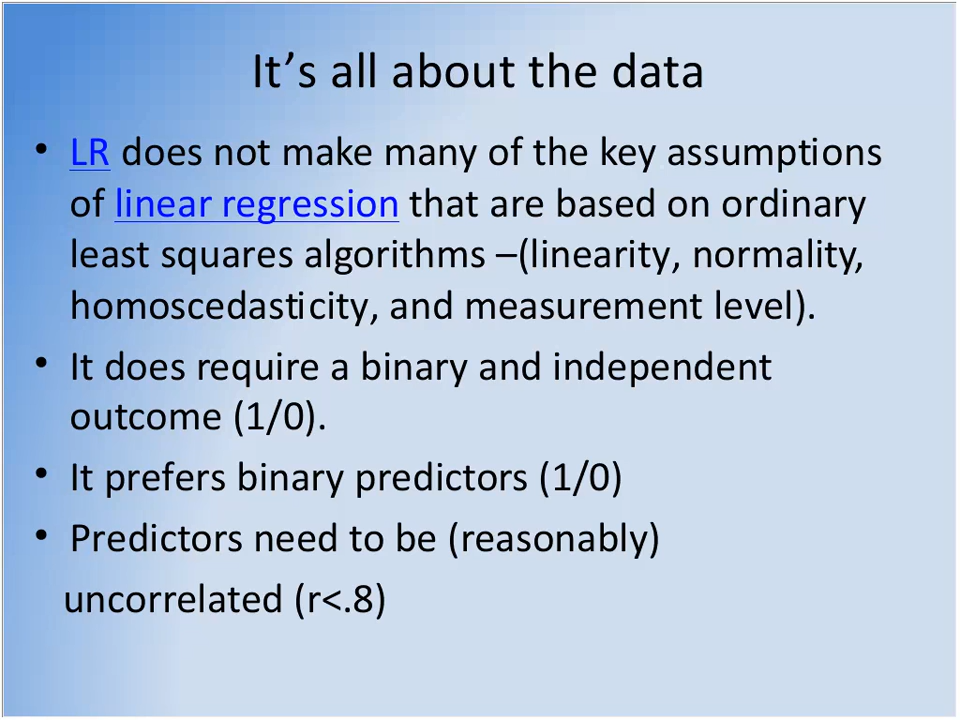 It’s all about the data
• LR does not make many of the key assumptions
of linear regression that are based on ordinary
least squares algorithms –(linearity, normality,
homoscedasticity, and measurement level).
• It does require a binary and independent
outcome (1/0).
• It prefers binary predictors (1/0)
• Predictors need to be (reasonably)
uncorrelated (r<.8)